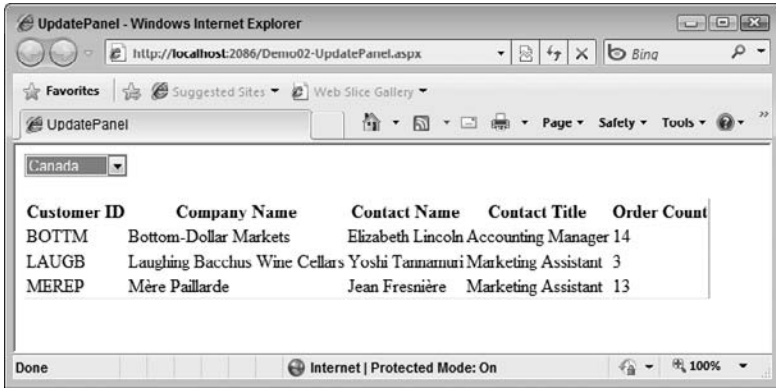 UpdatePanel - Windows Internet Explorer
http://localhost:2086/Demo02-UpdatePanel.aspx
Bing
Favorites Suggested Sites Web Slice Gallery
UpdatePanel Page Safety Tools
Canada
Customer ID Company Name Contact Name Contact Title Order Count
BOTTM Bottom-Dollar Markets Elizabeth Lincoln Accounting Manager 14
LAUGB Laughing Bacchus Wine Cellars Yoshi Tannamuri Marketing Assistant 3
MEREP Mère Paillarde Jean Fresnière Marketing Assistant 13
Done Internet | Protected Mode: On 100%